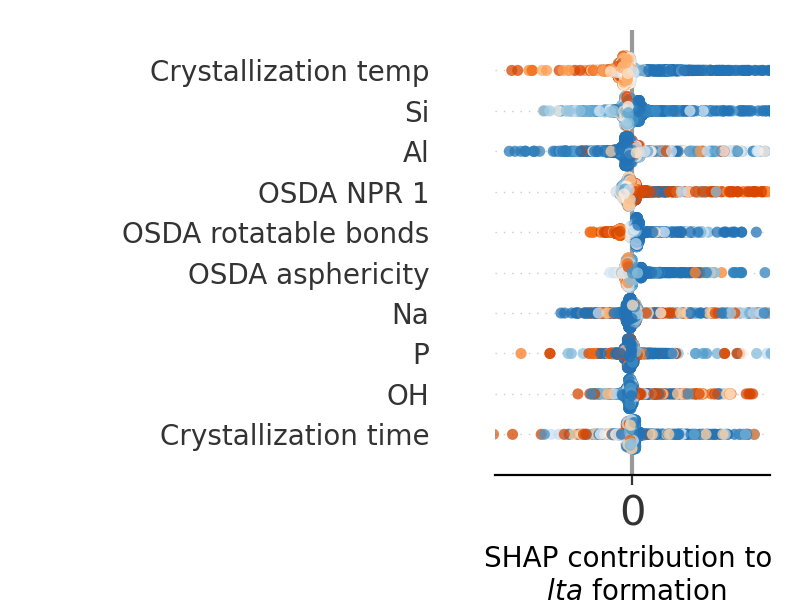 Crystallization temp
Si
Al
OSDA NPR 1
OSDA rotatable bonds
OSDA asphericity
Na
P
OH
Crystallization time
0
SHAP contribution to
lta formation